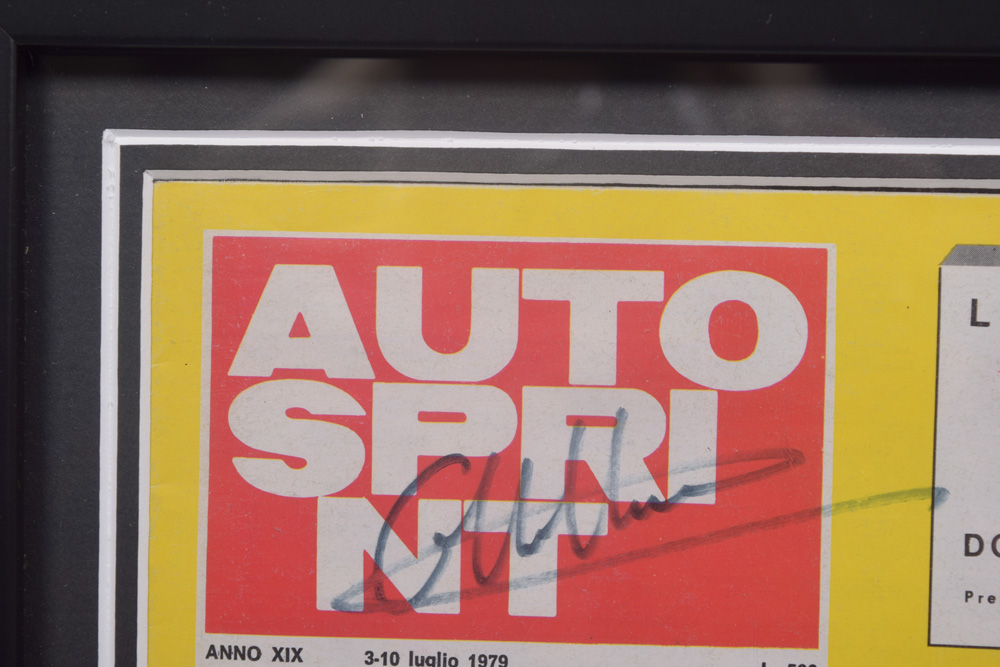 AUTO
SPRI
NT
ANNO XIX
3-10 luglio 1979
L
DO
Pre